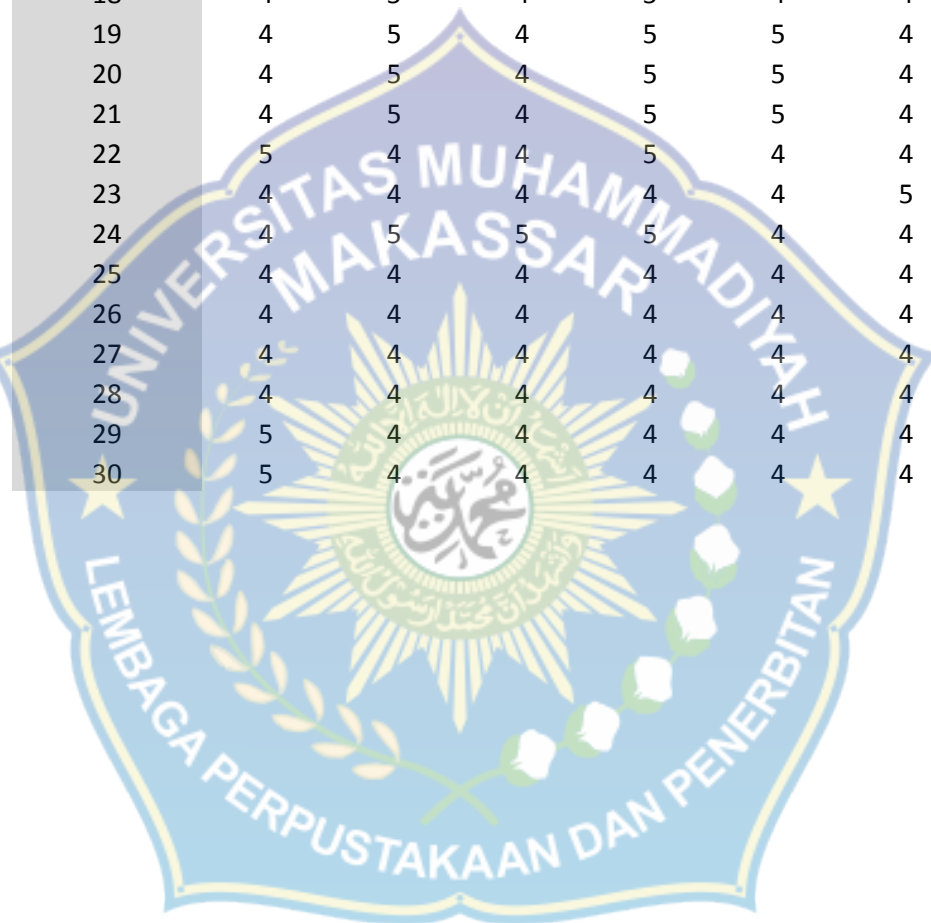 19 4 5 4 5 5 4
20 4 5 4 5 5 4
21 4 5 4 5 5 4
22 5 4 4 5 4 4
23 4 4 4 4 4 5
24 4 5 5 5 4 4
25 4 4 4 4 4 4
26 4 4 4 4 4 4
27 4 4 4 4 4 4
28 4 4 4 4 4 4
29 5 4 4 4 4 4
30 5 4 4 4 4 4
UNIVERSITAS MUHAMMADIYAH
MAKASSAR
LEMBAGA PERPUSTAKAAN DAN PENERBITAN